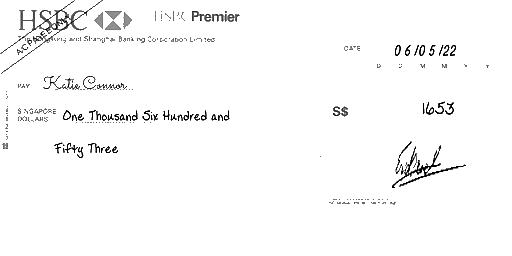 HSBC HSBC Premier
The Hongkong and Shanghai Banking Corporation Limited
A/C PAYEE ONLY
DATE 06/05/22
D D M M Y Y
PAY Katie Connor
SINGAPORE DOLLARS One Thousand Six Hundred and
Fifty Three
S$ 1653